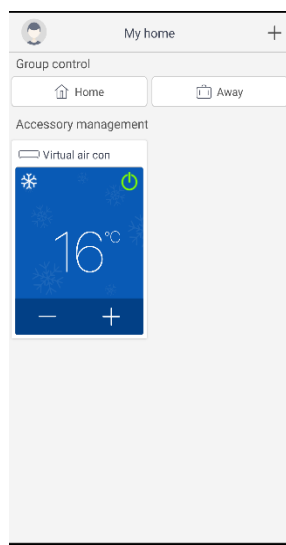 My home
Group control
Home
Away
Accessory management
Virtual air con
16°C